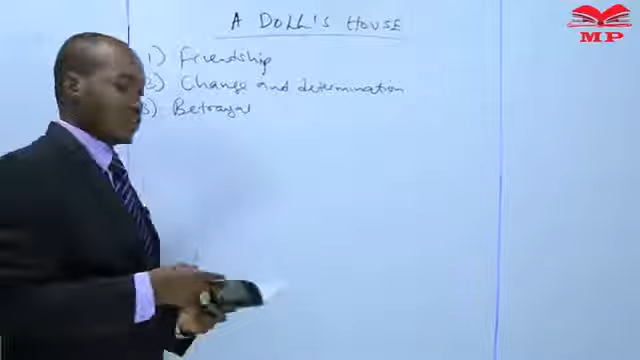 A DOLL'S HOUSE
MP
1) Friendship
2) Change and determination
3) Betrayal